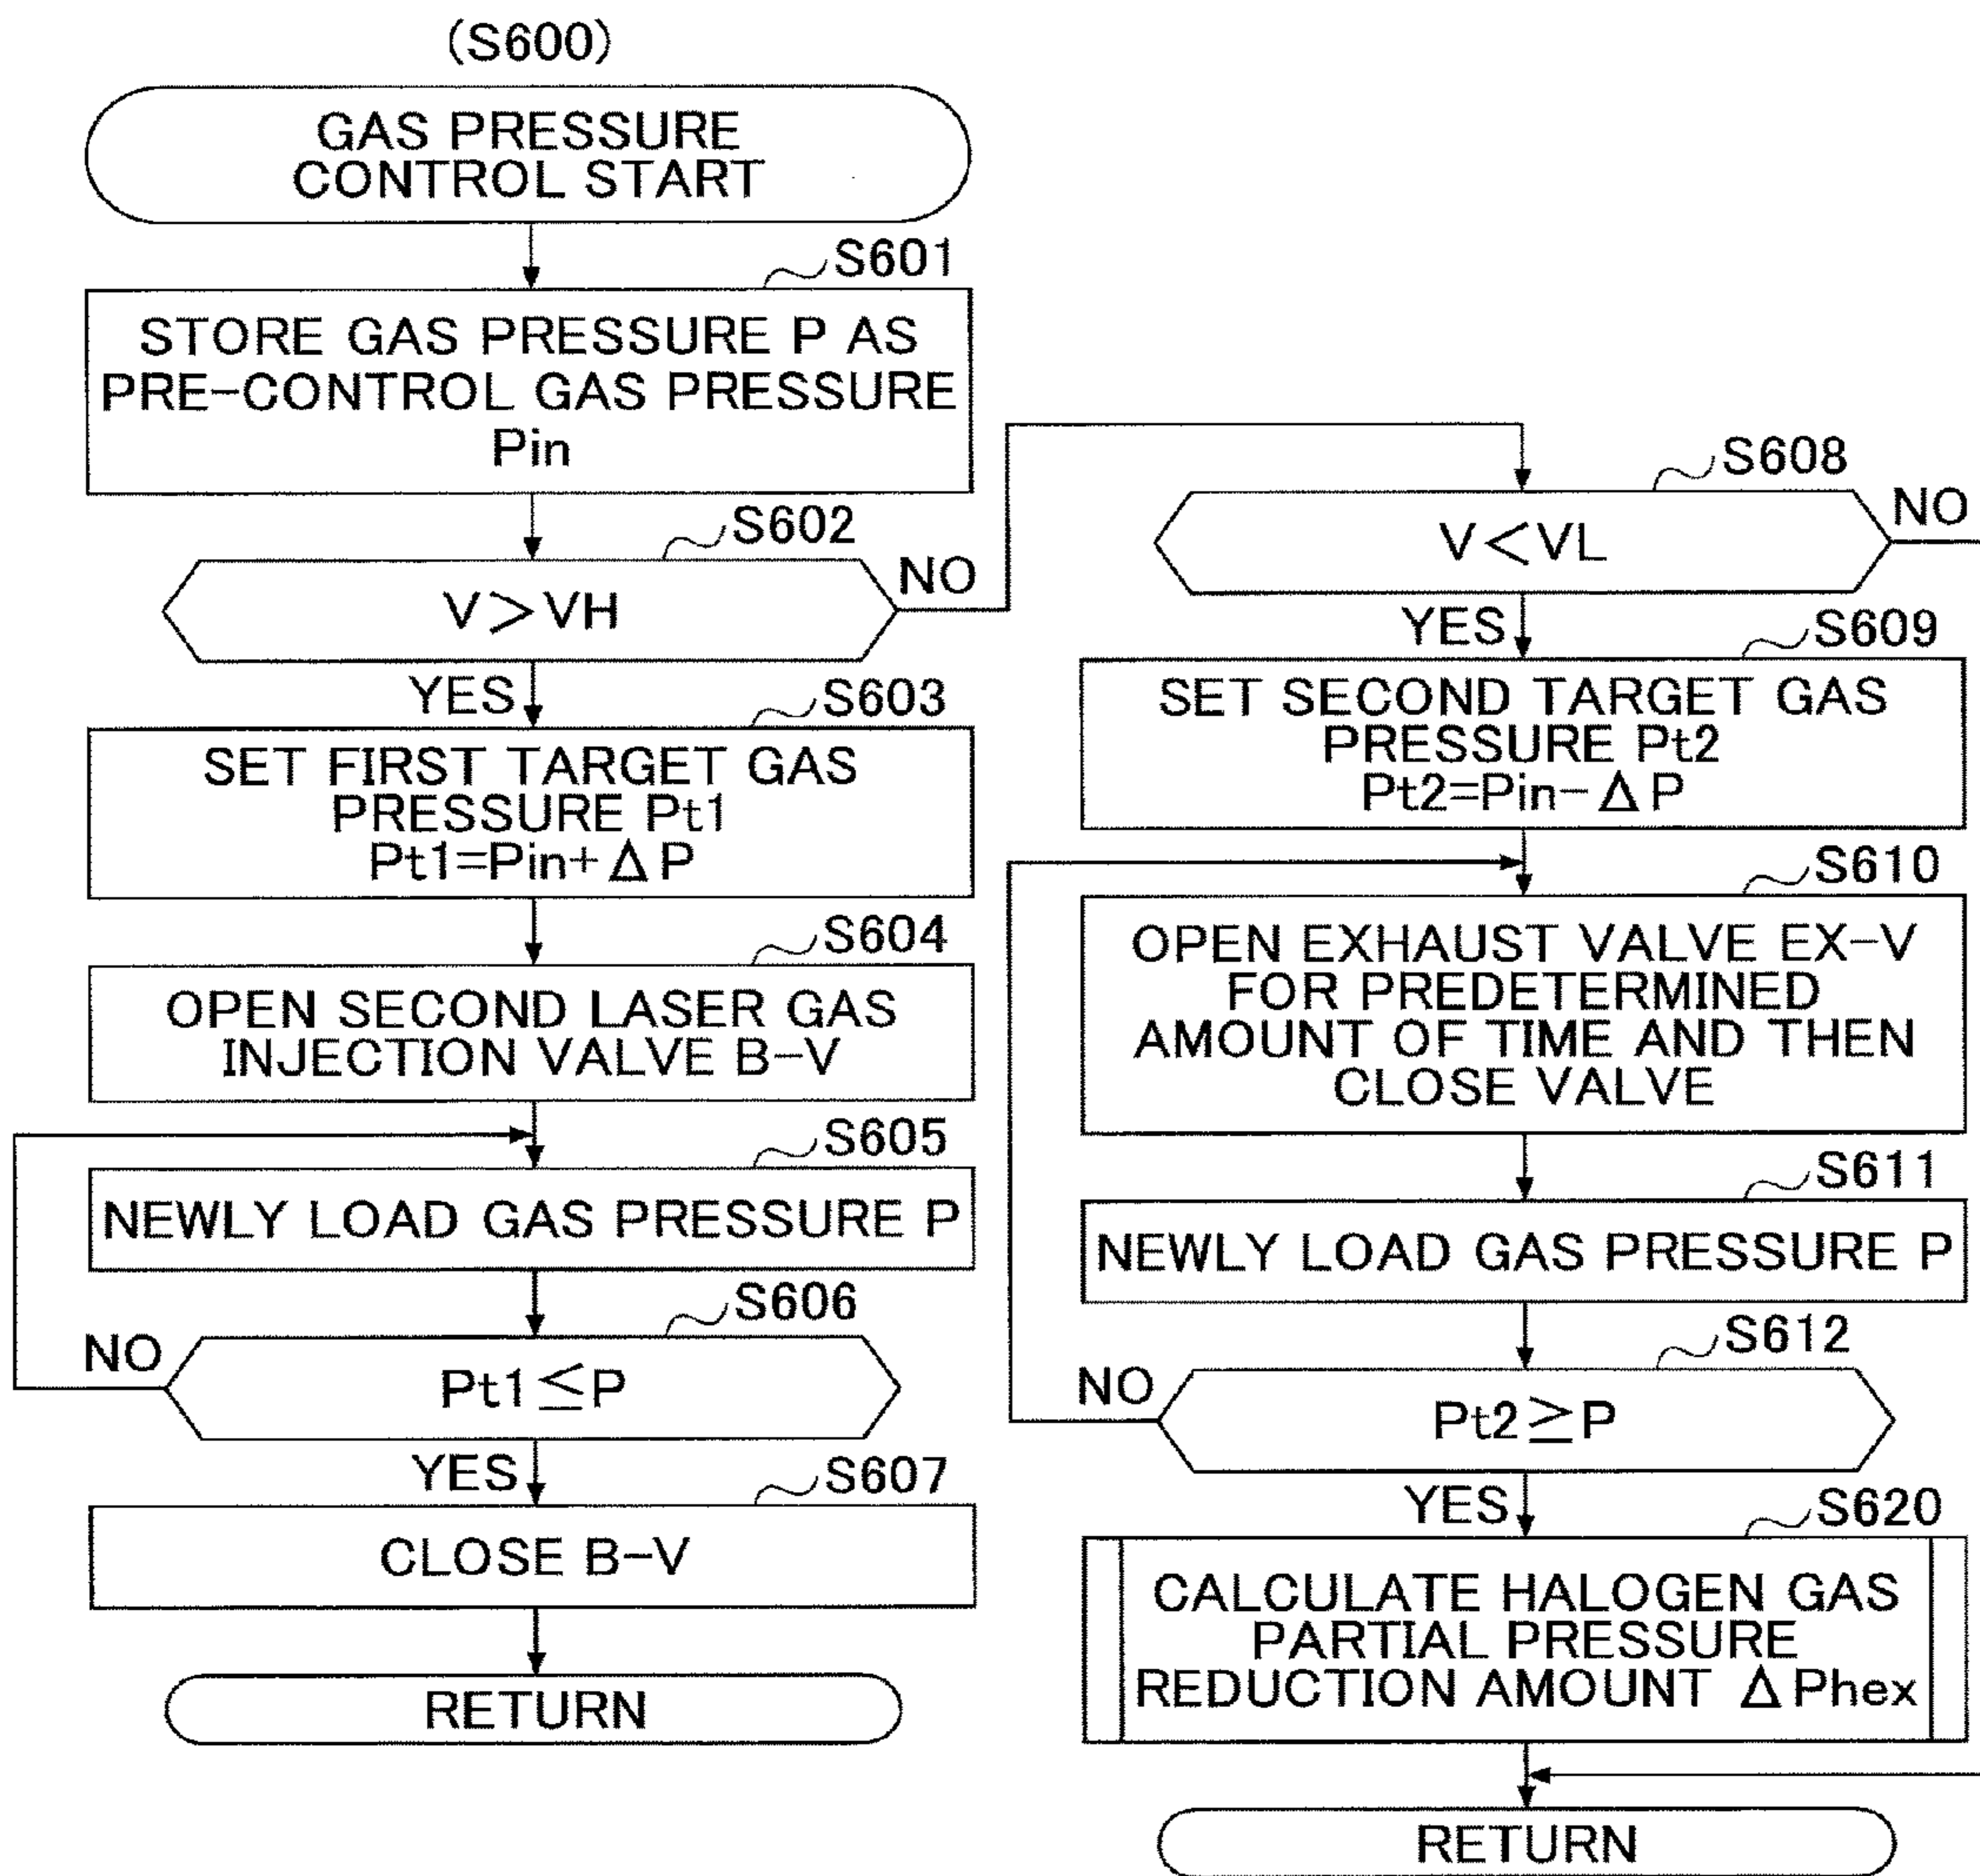 (S600)
GAS PRESSURE
CONTROL START
S601
STORE GAS PRESSURE P AS
PRE-CONTROL GAS PRESSURE
Pin
S602
V>VH
NO
YES
S603
SET FIRST TARGET GAS
PRESSURE Pt1
Pt1=Pin+ΔP
S604
OPEN SECOND LASER GAS
INJECTION VALVE B-V
S605
NEWLY LOAD GAS PRESSURE P
S606
NO
Pt1≦P
YES
S607
CLOSE B-V
RETURN
S608
V<VL
NO
YES
S609
SET SECOND TARGET GAS
PRESSURE Pt2
Pt2=Pin-ΔP
S610
OPEN EXHAUST VALVE EX-V
FOR PREDETERMINED
AMOUNT OF TIME AND THEN
CLOSE VALVE
S611
NEWLY LOAD GAS PRESSURE P
S612
NO
Pt2≧P
YES
S620
CALCULATE HALOGEN GAS
PARTIAL PRESSURE
REDUCTION AMOUNT ΔPhex
RETURN